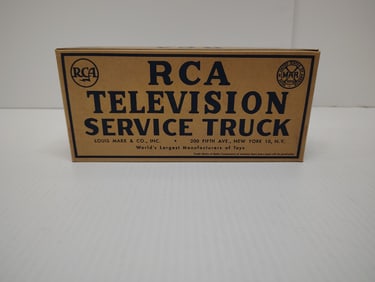 RCA
RCA
TELEVISION
SERVICE TRUCK
LOUIS MARX & CO., INC. • 200 FIFTH AVE., NEW YORK 10, N.Y.
World's Largest Manufacturers of Toys
MAR